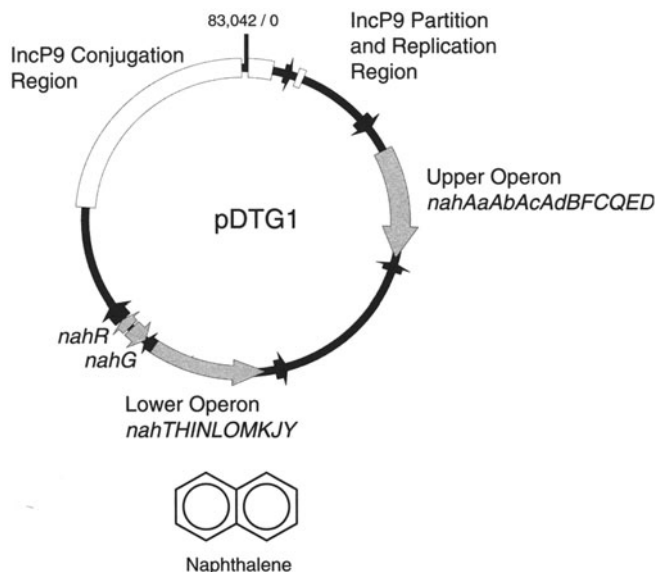 83,042 / 0
IncP9 Conjugation
Region
IncP9 Partition
and Replication
Region
Upper Operon
nahAaAbAcAdBFCQED
pDTG1
nahR
nahG
Lower Operon
nahTHINLOMKJY
Naphthalene